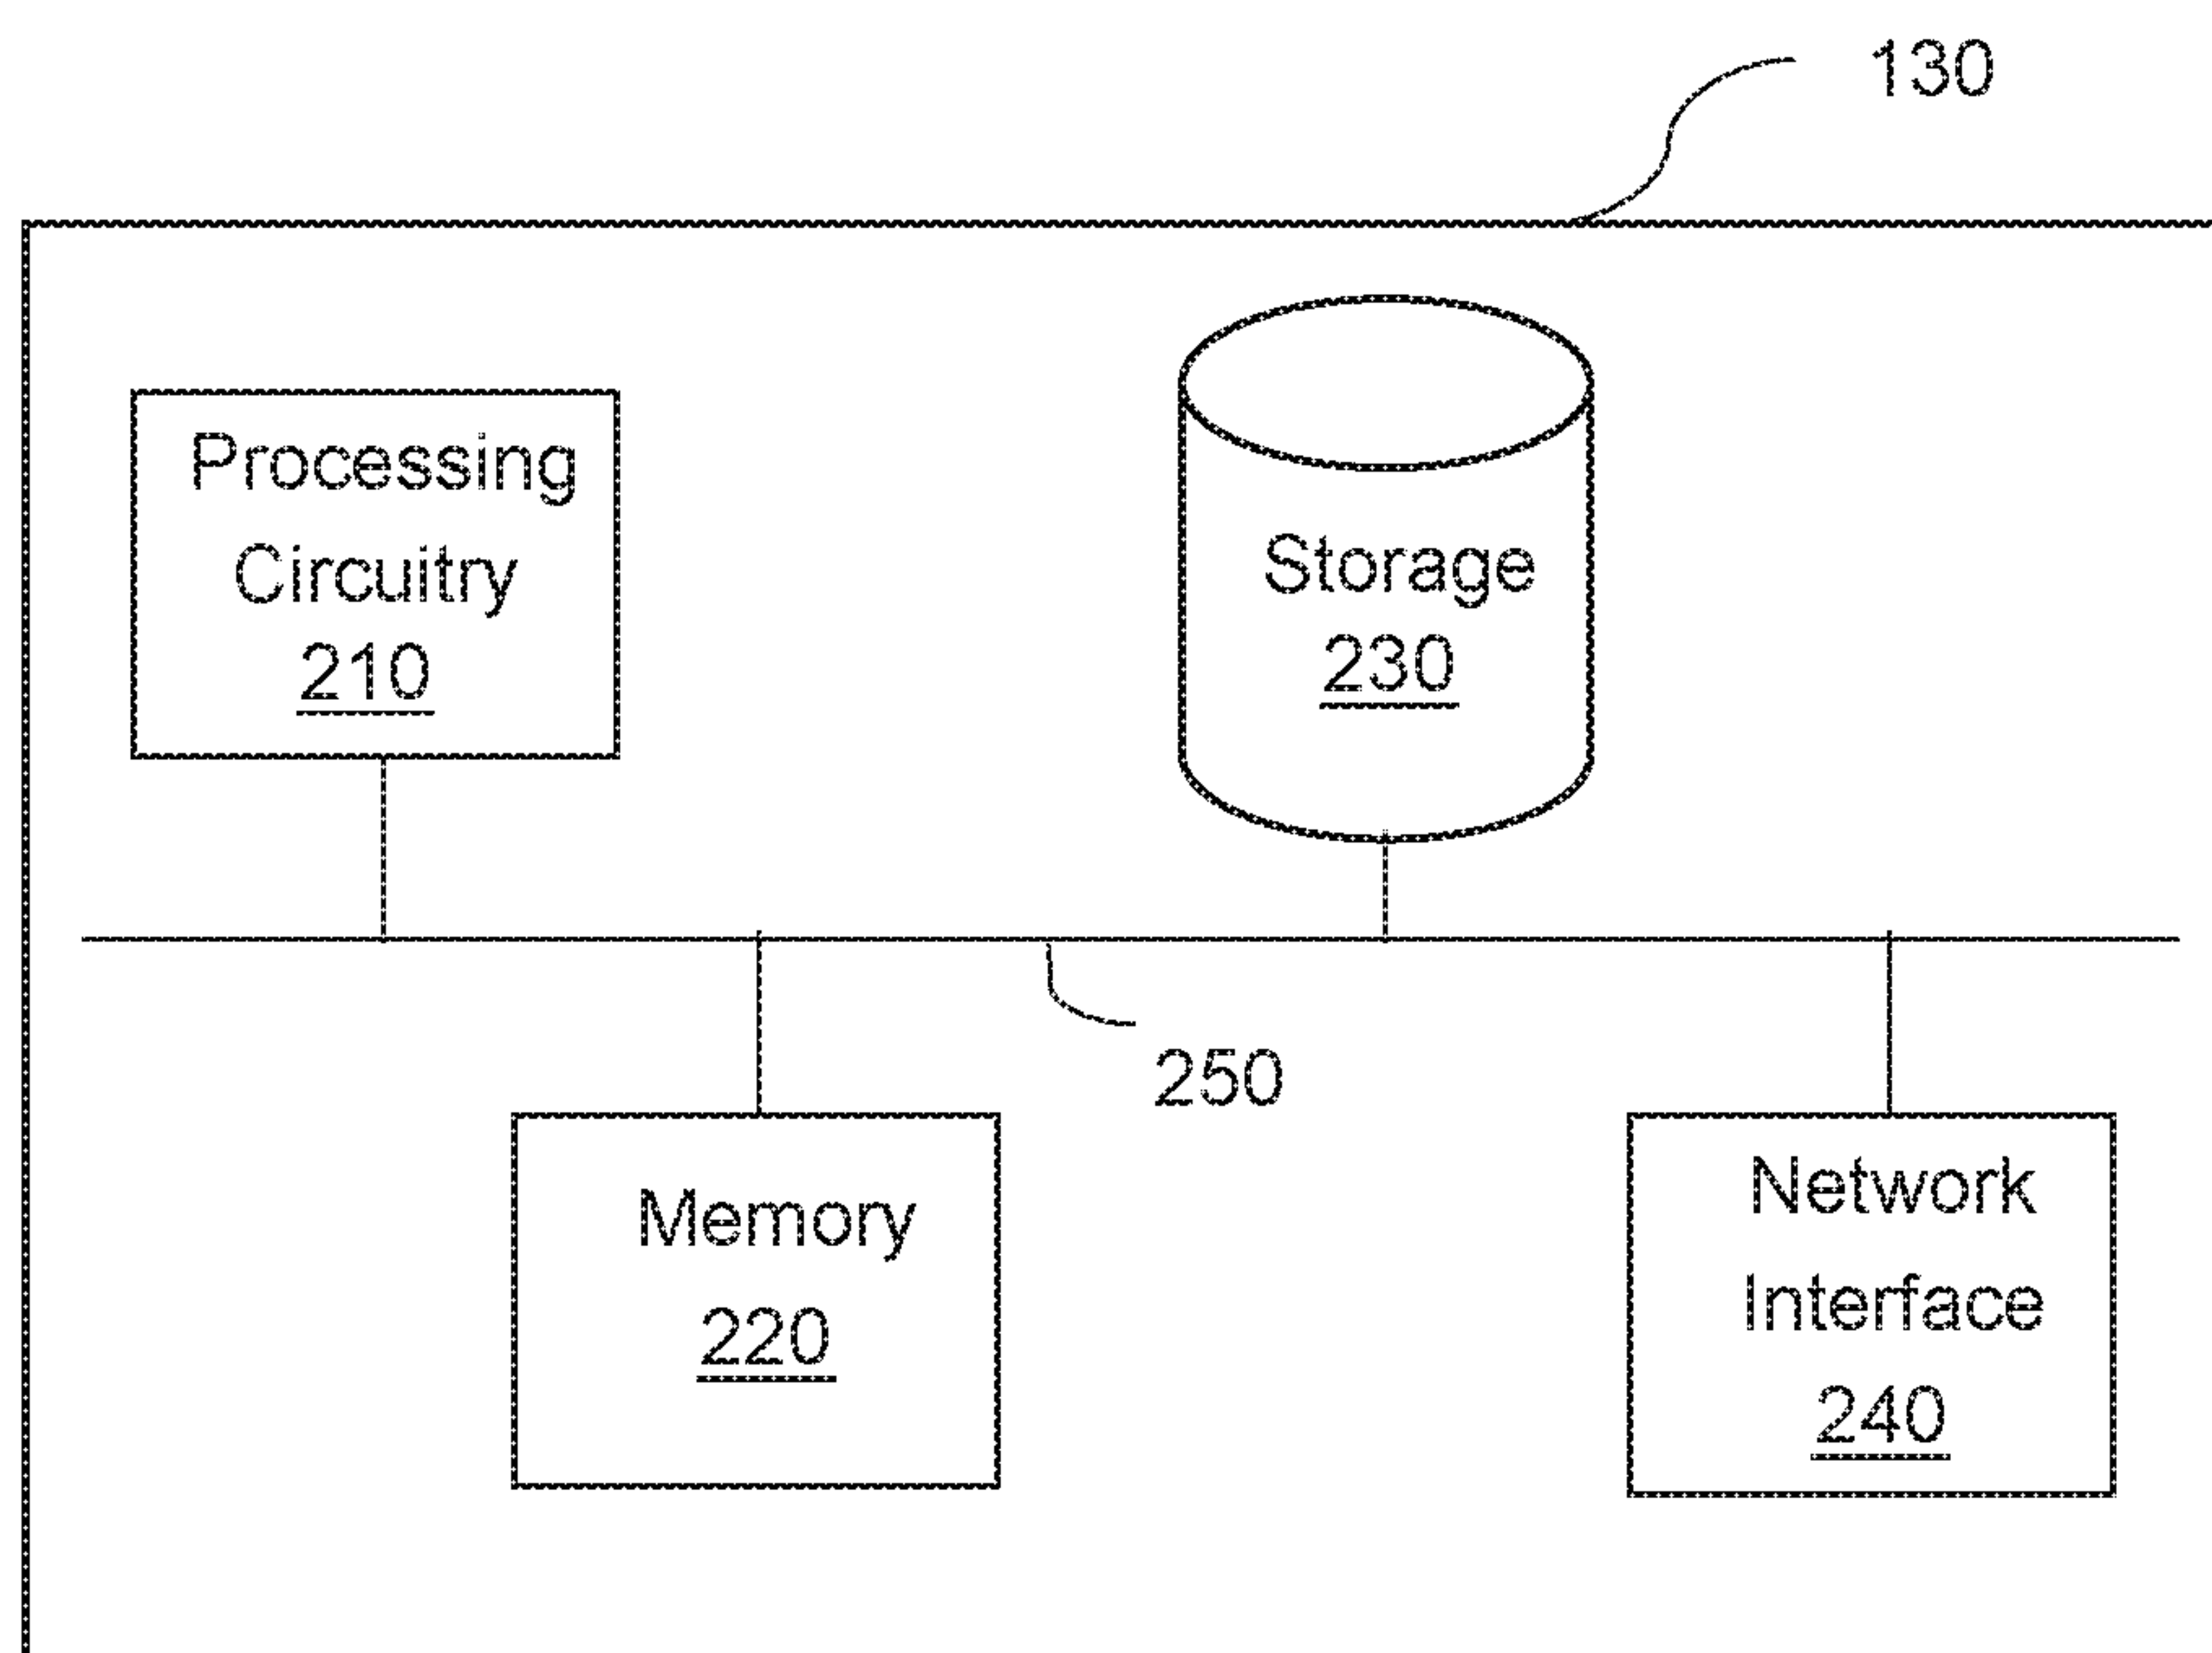 130
Processing
Circuitry
210
Storage
230
250
Memory
220
Network
Interface
240